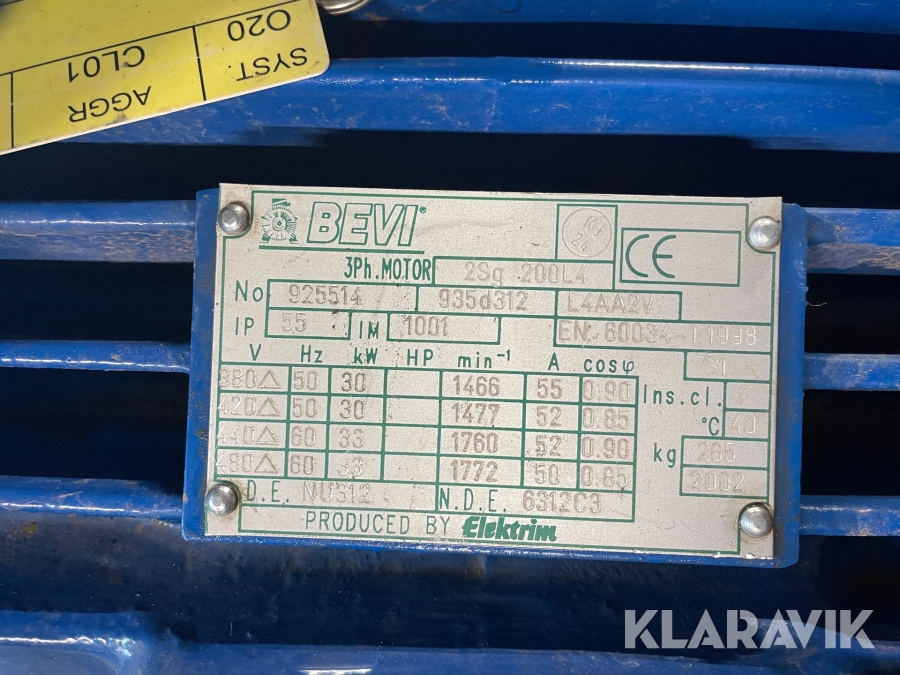 SYST. AGGR
O20 CL01
BEVI®
CE
3Ph.MOTOR 2Sg 200L4
No 925514 935d312 L4AA2V
IP 55 IM 1001 EN 60034-1:1998
V Hz kW HP min-1 A cosφ S1
380△ 50 30 1466 55 0.90 Ins.cl. F
420△ 50 30 1477 52 0.85 °C 40
440△ 60 33 1760 52 0.90 kg 265
480△ 60 33 1772 50 0.85 2002
D.E. NU312 N.D.E. 6312C3
PRODUCED BY Elektrim
KLARAVIK